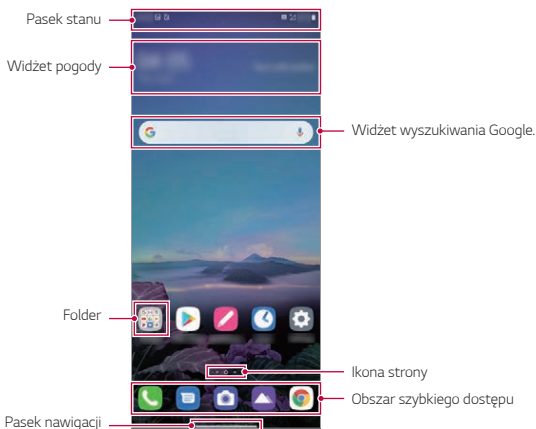 Pasek stanu
Widżet pogody
Widżet wyszukiwania Google.
Folder
Ikona strony
Obszar szybkiego dostępu
Pasek nawigacji